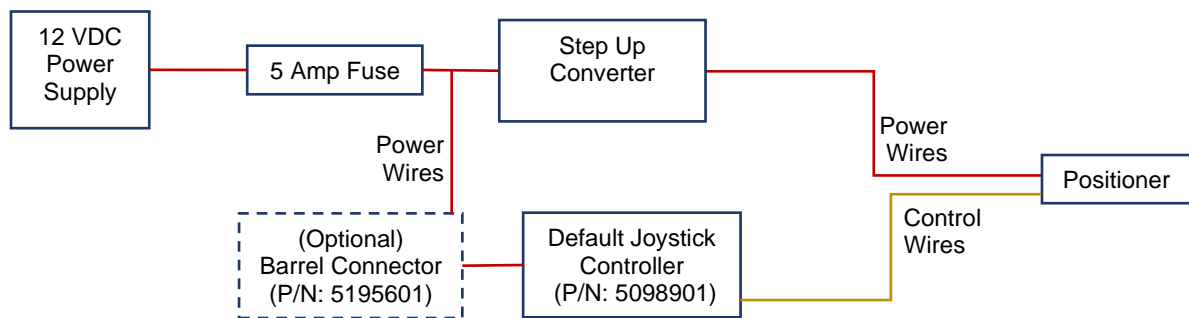 12 VDC
Power
Supply
5 Amp Fuse
Step Up
Converter
Power
Wires
Power
Wires
Positioner
(Optional)
Barrel Connector
(P/N: 5195601)
Default Joystick
Controller
(P/N: 5098901)
Control
Wires